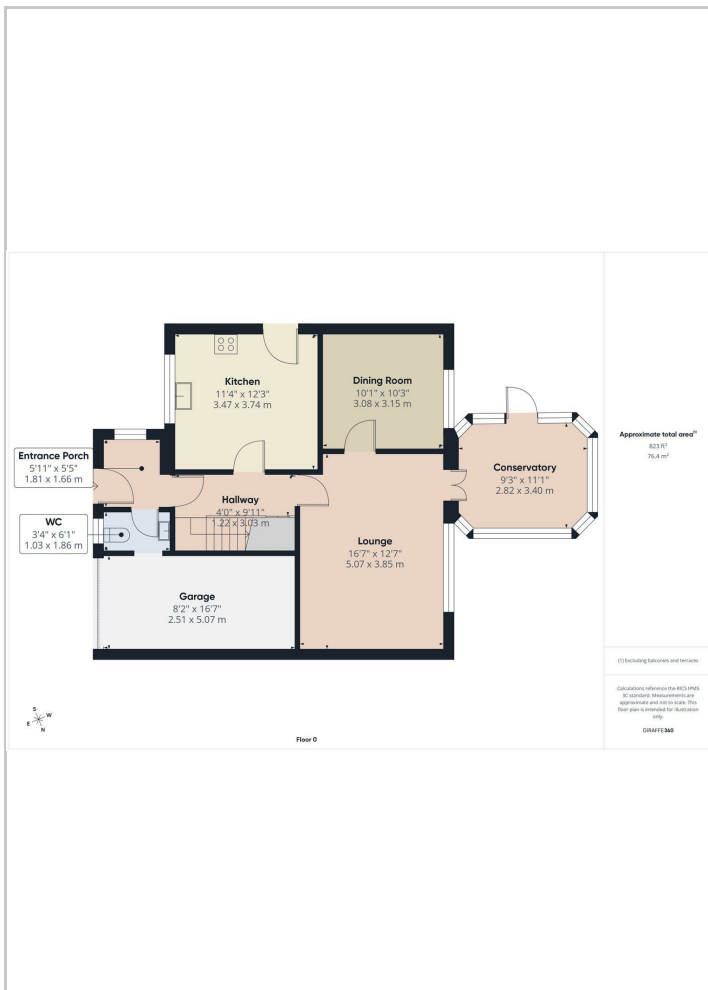 Kitchen
11'4" x 12'3"
3.47 x 3.74 m
Dining Room
10'1" x 10'3"
3.08 x 3.15 m
Entrance Porch
5'11" x 5'5"
1.81 x 1.66 m
Hallway
4'0" x 9'11"
1.22 x 3.03 m
Conservatory
9'3" x 11'1"
2.82 x 3.40 m
WC
3'4" x 6'1"
1.03 x 1.86 m
Lounge
16'7" x 12'7"
5.07 x 3.85 m
Garage
8'2" x 16'7"
2.51 x 5.07 m
S
W
E
N
Floor 0
Approximate total area(1)
823 ft²
76.4 m²
(1) Excluding balconies and terraces
Calculations reference the RICS IPMS
3C standard. Measurements are
approximate and not to scale. This
floor plan is intended for illustration
only.
GIRAFFE360